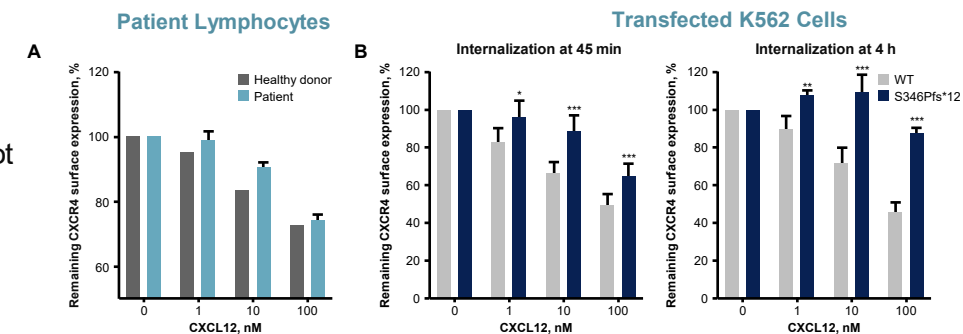 Patient Lymphocytes
Transfected K562 Cells
A
B
Internalization at 45 min
Internalization at 4 h
Remaining CXCR4 surface expression, %
120
100
80
60
Healthy donor
Patient
0
1
10
100
CXCL12, nM
Remaining CXCR4 surface expression, %
120
100
80
60
40
20
0
*
***
***
0
1
10
100
CXCL12, nM
Remaining CXCR4 surface expression, %
120
100
80
60
40
20
0
**
***
***
WT
S346Pfs*12
0
1
10
100
CXCL12, nM